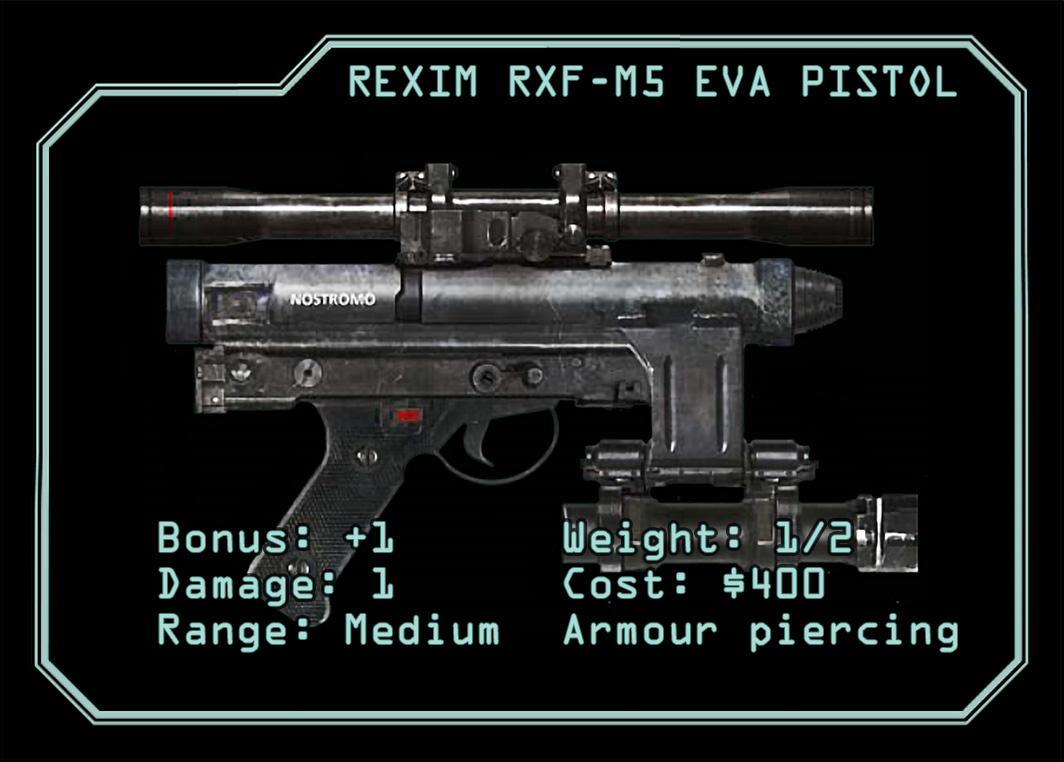 REXIM RXF-M5 EVA PISTOL
NOSTROMO
Bonus: +1
Damage: 1
Range: Medium
Weight: 1/2
Cost: $400
Armour piercing